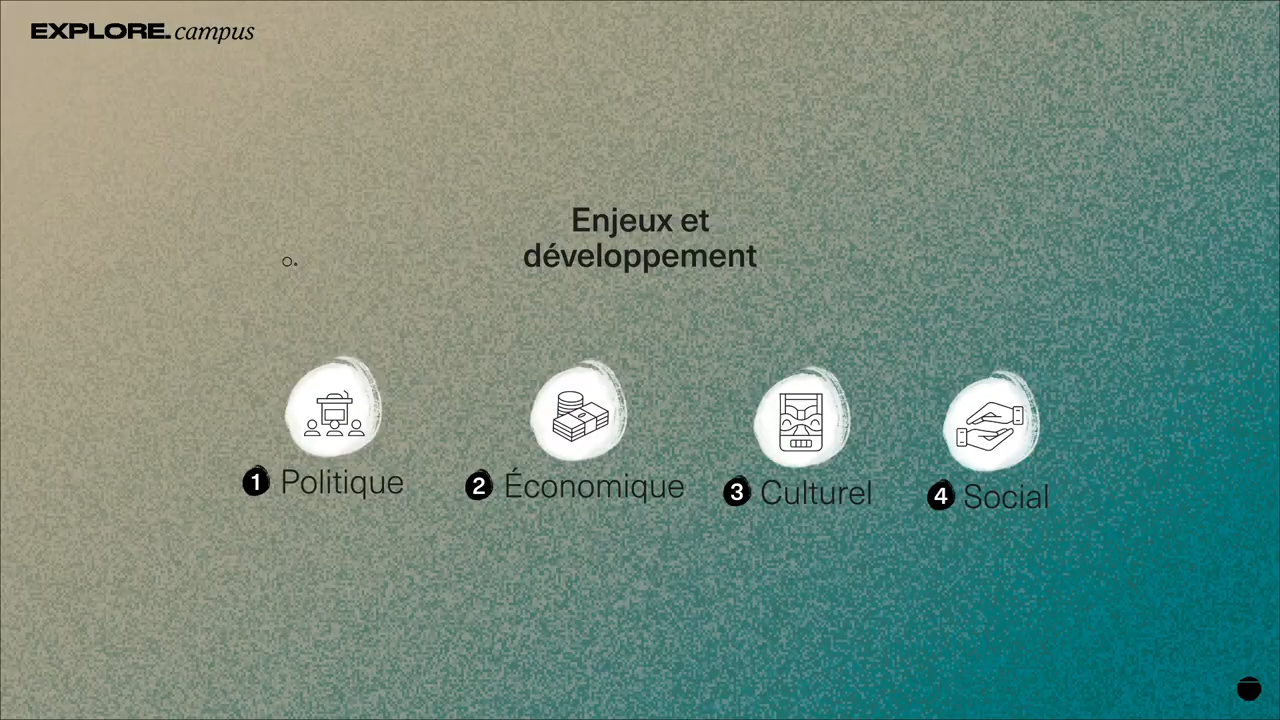 EXPLORE.campus
Enjeux et
développement
1 Politique
2 Économique
3 Culturel
4 Social